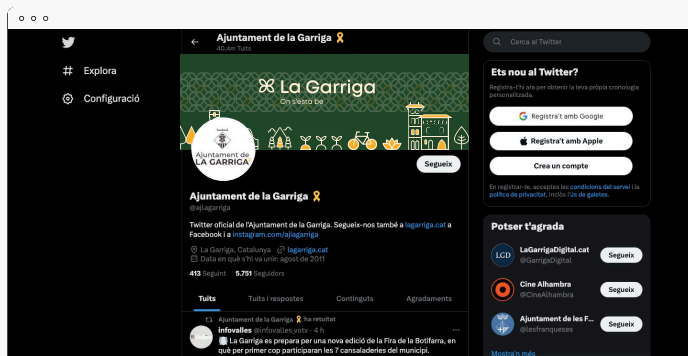 Explora
Configuració
Ajuntament de la Garriga
40,4m Tuits
La Garriga
On s'està bé
Ajuntament de
LA GARRIGA
Segueix
Ajuntament de la Garriga
@ajlagarriga
Twitter oficial de l'Ajuntament de la Garriga. Segueix-nos també a lagarriga.cat a
Facebook i a instagram.com/ajlagarriga
La Garriga, Catalunya lagarriga.cat
Data en què s'hi va unir: agost de 2011
413 Seguint 5.751 Seguidors
Tuits Tuits i respostes Continguts Agradaments
Ajuntament de la Garriga ha retuitat
infovalles @infovalles_votv · 4 h
La Garriga es prepara per una nova edició de la Fira de la Botifarra, en
què per primer cop participaran les 7 cansaladeries del municipi.
Cerca al Twitter
Ets nou al Twitter?
Registra-t'hi ara per obtenir la teva pròpia cronologia
personalitzada.
Registra't amb Google
Registra't amb Apple
Crea un compte
En registrar-te, acceptes les condicions del servei i la
política de privacitat, inclòs l'ús de galetes.
Potser t'agrada
LGD
LaGarrigaDigital.cat
@GarrigaDigital
Segueix
Cine Alhambra
@CineAlhambra
Segueix
Ajuntament de les F...
@lesfranqueses
Segueix
Mostra'n més